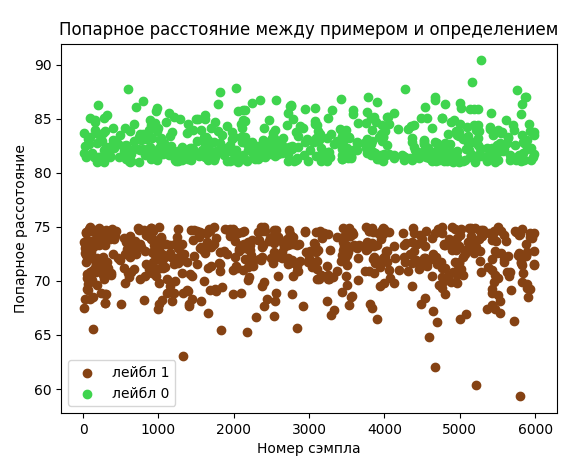 Попарное расстояние между примером и определением
Попарное рассотояние
90
85
80
75
70
65
60
лейбл 1
лейбл 0
0
1000
2000
3000
4000
5000
6000
Номер сэмпла